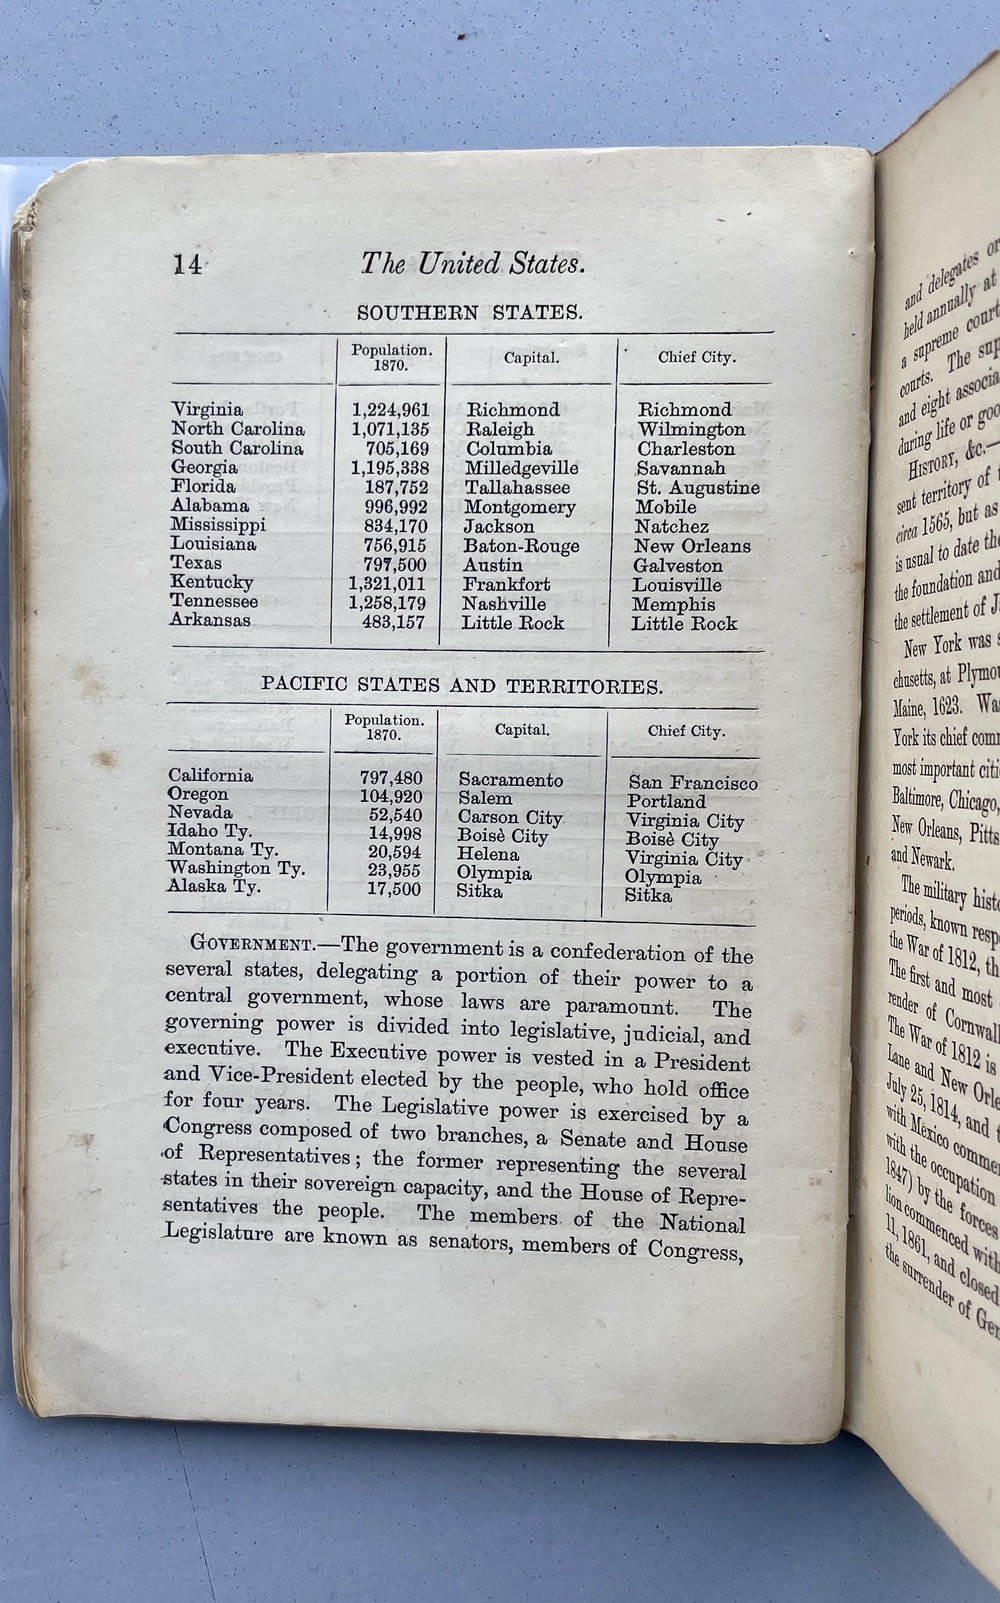 14 The United States.
SOUTHERN STATES.
Population. 1870. Capital. Chief City.
Virginia 1,224,961 Richmond Richmond
North Carolina 1,071,135 Raleigh Wilmington
South Carolina 705,169 Columbia Charleston
Georgia 1,195,338 Milledgeville Savannah
Florida 187,752 Tallahassee St. Augustine
Alabama 996,992 Montgomery Mobile
Mississippi 834,170 Jackson Natchez
Louisiana 756,915 Baton-Rouge New Orleans
Texas 797,500 Austin Galveston
Kentucky 1,321,011 Frankfort Louisville
Tennessee 1,258,179 Nashville Memphis
Arkansas 483,157 Little Rock Little Rock
PACIFIC STATES AND TERRITORIES.
Population. 1870. Capital. Chief City.
California 797,480 Sacramento San Francisco
Oregon 104,920 Salem Portland
Nevada 52,540 Carson City Virginia City
Idaho Ty. 14,998 Boisè City Boisè City
Montana Ty. 20,594 Helena Virginia City
Washington Ty. 23,955 Olympia Olympia
Alaska Ty. 17,500 Sitka Sitka
GOVERNMENT.—The government is a confederation of the
several states, delegating a portion of their power to a
central government, whose laws are paramount. The
governing power is divided into legislative, judicial, and
executive. The Executive power is vested in a President
and Vice-President elected by the people, who hold office
for four years. The Legislative power is exercised by a
Congress composed of two branches, a Senate and House
of Representatives; the former representing the several
states in their sovereign capacity, and the House of Repre-
sentatives the people. The members of the National
Legislature are known as senators, members of Congress,
and delegates or
held annually at
a supreme court
courts. The sup
and eight associa
during life or goo
HISTORY, &c.—
sent territory of
circa 1565, but as
is usual to date the
the foundation and
the settlement of J
New York was s
chusetts, at Plymou
Maine, 1623. Wa
York its chief comm
most important citi
Baltimore, Chicago,
New Orleans, Pitts
and Newark.
The military histo
periods, known resp
the War of 1812, th
The first and most
render of Cornwall
The War of 1812 is
Lane and New Orle
July 25, 1814, and t
with Mexico comme
with the occupation
1847) by the forces
lion commenced with
11, 1861, and closed
the surrender of Gen